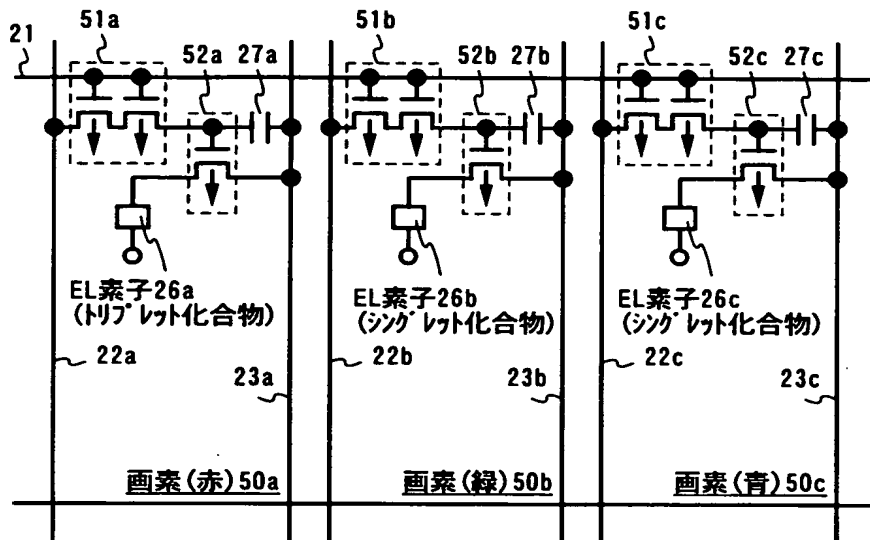 21
51a
52a
27a
51b
52b
27b
51c
52c
27c
EL素子26a
(トリプレット化合物)
EL素子26b
(シングレット化合物)
EL素子26c
(シングレット化合物)
22a
23a
22b
23b
22c
23c
画素(赤)50a
画素(緑)50b
画素(青)50c